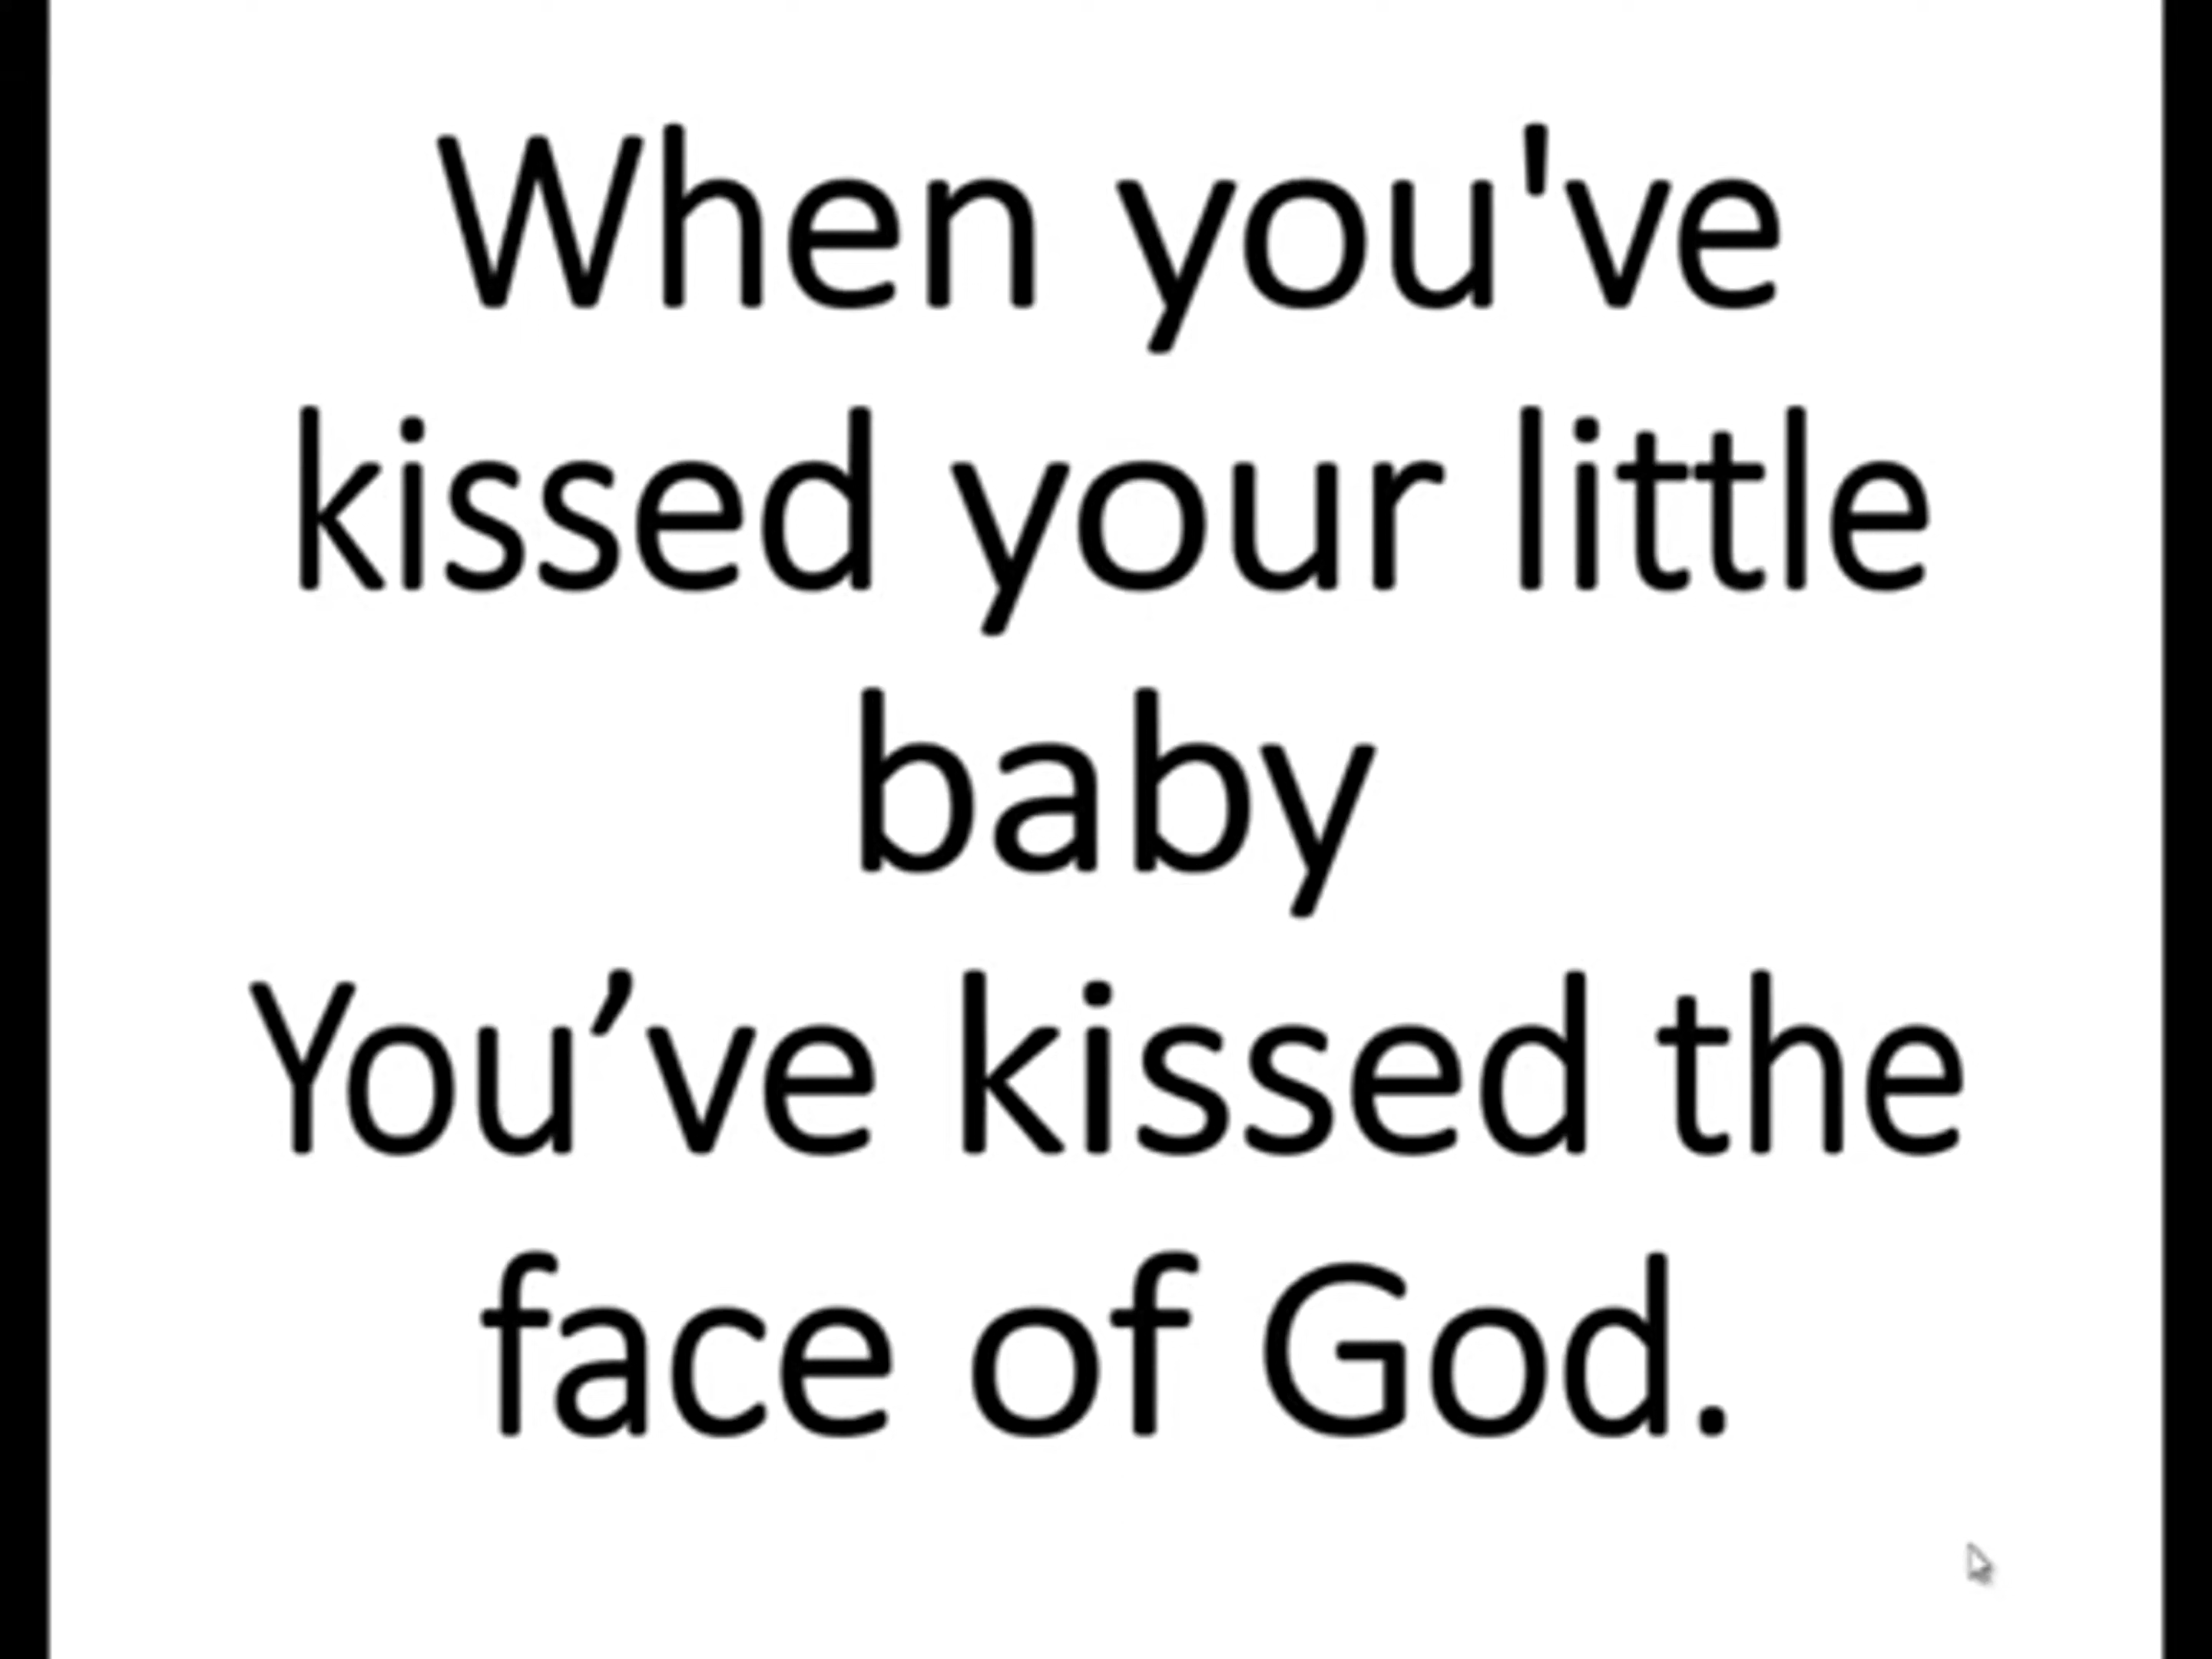 When you've
kissed your little
baby
You’ve kissed the
face of God.